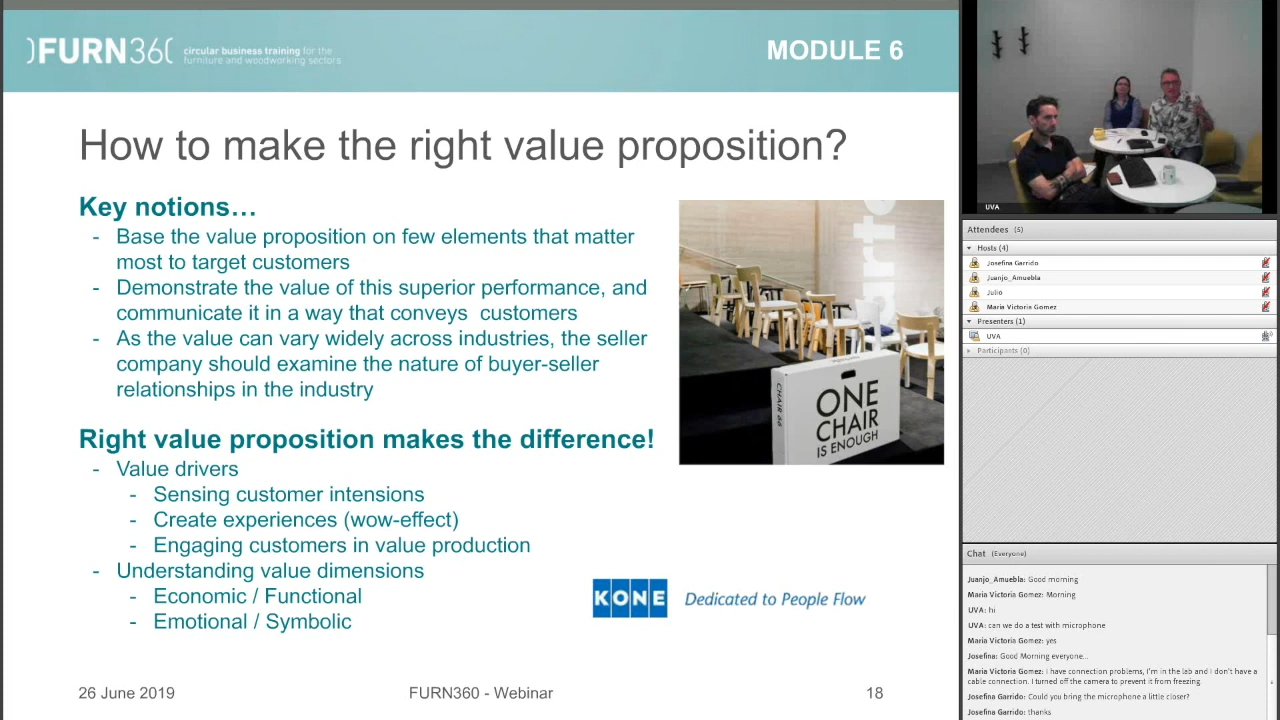 )FURN360(
circular business training for the
furniture and woodworking sectors
MODULE 6
How to make the right value proposition?
Key notions…
- Base the value proposition on few elements that matter
most to target customers
- Demonstrate the value of this superior performance, and
communicate it in a way that conveys  customers
- As the value can vary widely across industries, the seller
company should examine the nature of buyer-seller
relationships in the industry
Right value proposition makes the difference!
- Value drivers
- Sensing customer intensions
- Create experiences (wow-effect)
- Engaging customers in value production
- Understanding value dimensions
- Economic / Functional
- Emotional / Symbolic
CHAIR 66
ONE
CHAIR
IS ENOUGH
KONE
Dedicated to People Flow
26 June 2019
FURN360 - Webinar
18
UVA
Attendees (5)
Hosts (4)
Josefina Garrido
Juanjo_Amuebla
Julio
Maria Victoria Gomez
Presenters (1)
UVA
Participants (0)
Chat (Everyone)
Juanjo_Amuebla: Good morning
Maria Victoria Gomez: Morning
UVA: hi
UVA: can we do a test with microphone
Maria Victoria Gomez: yes
Josefina: Good Morning everyone...
Maria Victoria Gomez: I have connection problems, I'm in the lab and I don't have a
cable connection. I turned off the camera to prevent it from freezing.
Josefina Garrido: Could you bring the microphone a little closer?
Josefina Garrido: thanks